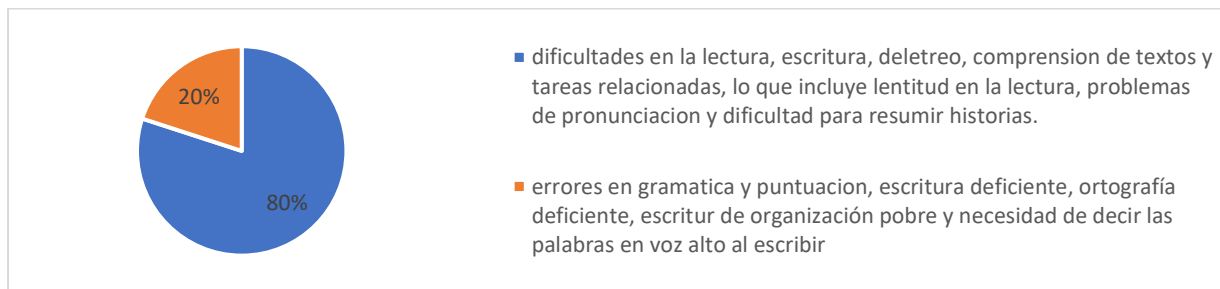 20%
80%
dificultades en la lectura, escritura, deletreo, comprension de textos y
tareas relacionadas, lo que incluye lentitud en la lectura, problemas
de pronunciacion y dificultad para resumir historias.
errores en gramatica y puntuacion, escritura deficiente, ortografía
deficiente, escritur de organización pobre y necesidad de decir las
palabras en voz alto al escribir